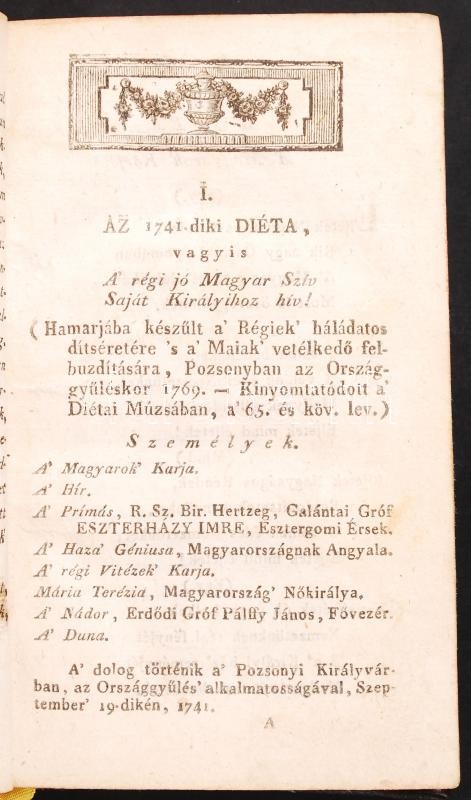 I.
AZ 1741-diki DIÉTA,
vagyis
A' régi jó Magyar Szív
Saját Királyihoz hív!
(Hamarjába készűlt a' Régiek' háládatos
dítséretére 's a' Maiak' vetélkedő fel-
buzdítására, Pozsonyban az Ország-
gyűléskor 1769. — Kinyomtatódott a'
Diétai Múzsában, a' 65. és köv. lev.)
Személyek.
A' Magyarok' Karja.
A' Hír.
A' Prímás, R. Sz. Bir. Hertzeg, Galántai Gróf
ESZTERHÁZY IMRE, Esztergomi Érsek.
A' Haza' Géniusa, Magyarországnak Angyala.
A' régi Vitézek' Karja.
Mária Terézia, Magyarország' Nőkirálya.
A' Nádor, Erdődi Gróf Pálffy János, Fővezér.
A' Duna.
A' dolog történik a' Pozsonyi Királyvár-
ban, az Országgyűlés' alkalmatosságával, Szep-
tember' 19-dikén, 1741.
A